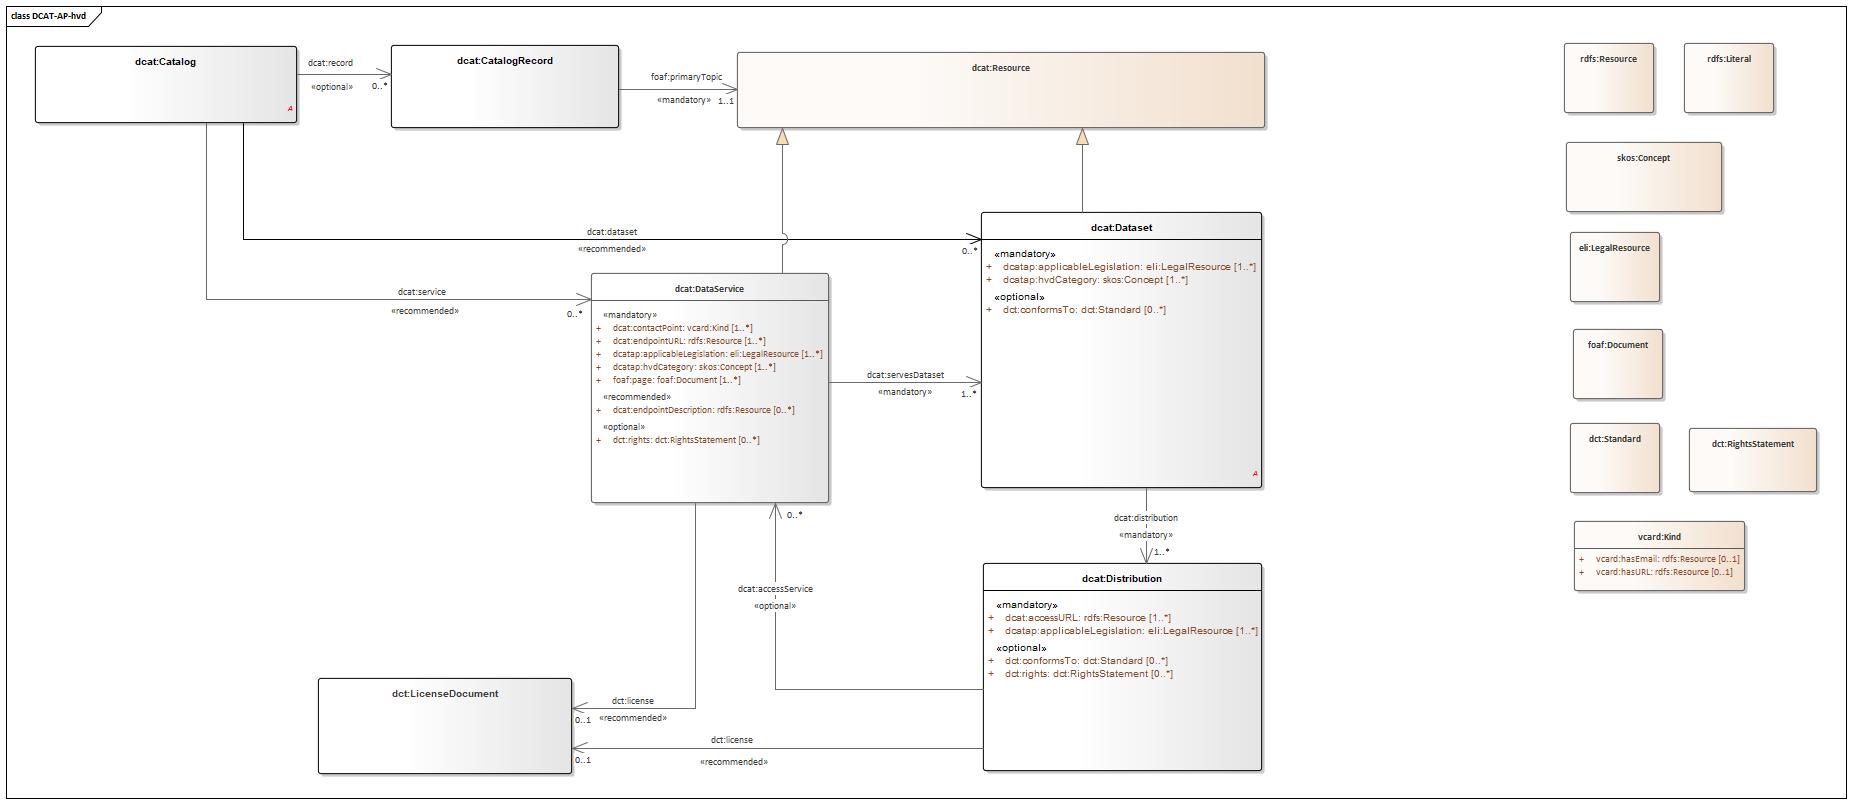 class DCAT-AP-hvd
dcat:Catalog
A
dcat:record
«optional»
0..*
dcat:CatalogRecord
foaf:primaryTopic
«mandatory»
1..1
dcat:Resource
dcat:dataset
«recommended»
0..*
dcat:service
«recommended»
0..*
dcat:DataService
«mandatory»
+ dcat:contactPoint: vcard:Kind [1..*]
+ dcat:endpointURL: rdfs:Resource [1..*]
+ dcatap:applicableLegislation: eli:LegalResource [1..*]
+ dcatap:hvdCategory: skos:Concept [1..*]
+ foaf:page: foaf:Document [1..*]
«recommended»
+ dcat:endpointDescription: rdfs:Resource [0..*]
«optional»
+ dct:rights: dct:RightsStatement [0..*]
dcat:servesDataset
«mandatory»
1..*
dcat:Dataset
«mandatory»
+ dcatap:applicableLegislation: eli:LegalResource [1..*]
+ dcatap:hvdCategory: skos:Concept [1..*]
«optional»
+ dct:conformsTo: dct:Standard [0..*]
A
dcat:distribution
«mandatory»
1..*
0..*
dcat:accessService
«optional»
dcat:Distribution
«mandatory»
+ dcat:accessURL: rdfs:Resource [1..*]
+ dcatap:applicableLegislation: eli:LegalResource [1..*]
«optional»
+ dct:conformsTo: dct:Standard [0..*]
+ dct:rights: dct:RightsStatement [0..*]
dct:LicenseDocument
dct:license
0..1
«recommended»
dct:license
0..1
«recommended»
rdfs:Resource
rdfs:Literal
skos:Concept
eli:LegalResource
foaf:Document
dct:Standard
dct:RightsStatement
vcard:Kind
+ vcard:hasEmail: rdfs:Resource [0..1]
+ vcard:hasURL: rdfs:Resource [0..1]